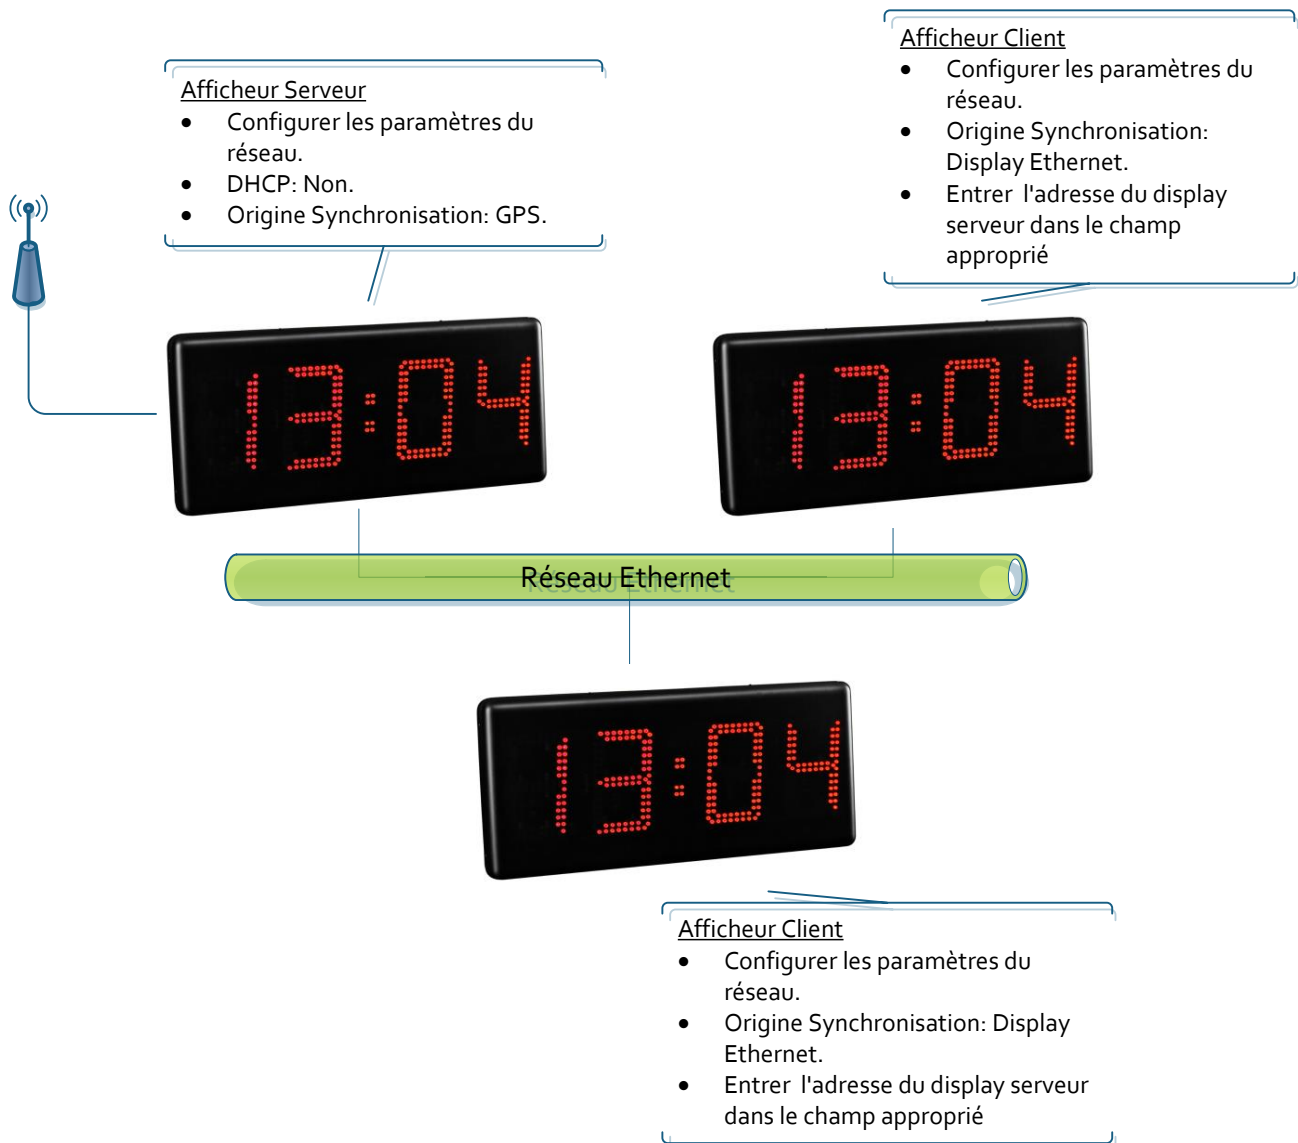 Afficheur Client
• Configurer les paramètres du
réseau.
• Origine Synchronisation:
Display Ethernet.
• Entrer  l'adresse du display
serveur dans le champ
approprié
Afficheur Serveur
• Configurer les paramètres du
réseau.
• DHCP: Non.
• Origine Synchronisation: GPS.
13:04
13:04
Réseau Ethernet
13:04
Afficheur Client
• Configurer les paramètres du
réseau.
• Origine Synchronisation: Display
Ethernet.
• Entrer  l'adresse du display serveur
dans le champ approprié